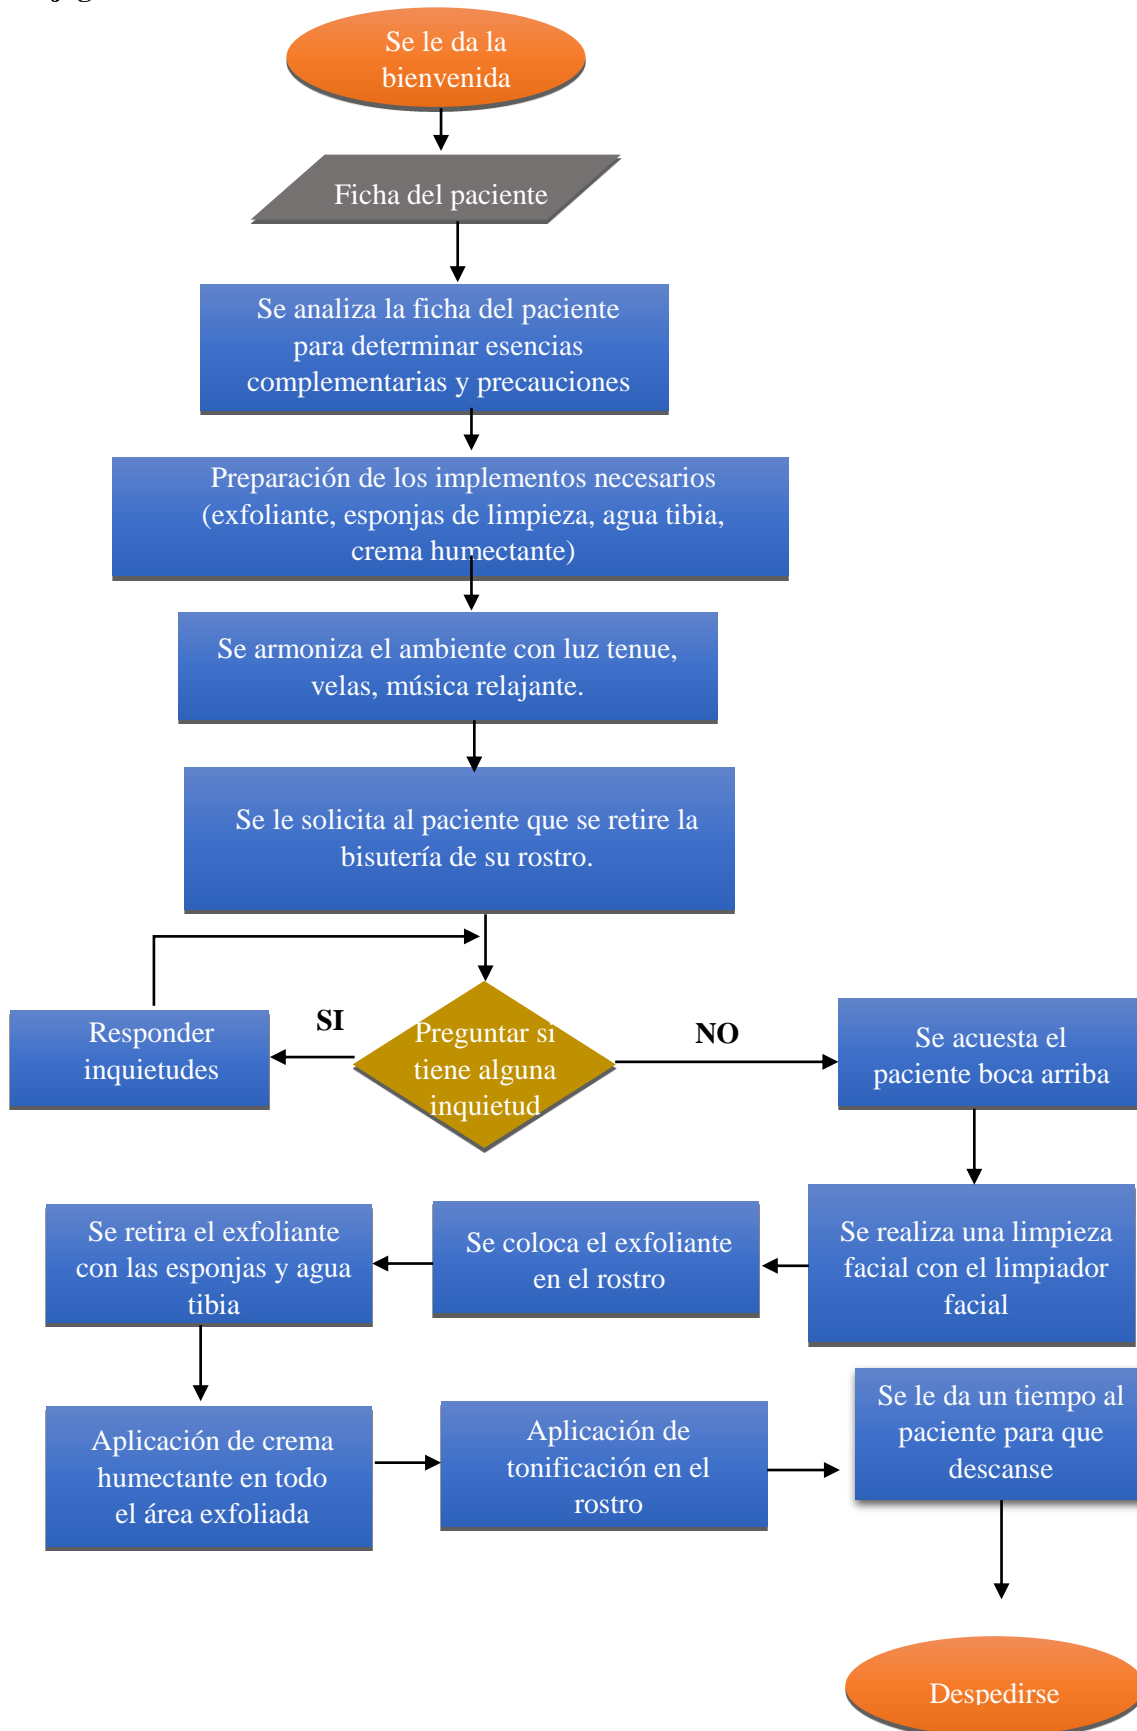 Se le da la
bienvenida
Ficha del paciente
Se analiza la ficha del paciente
para determinar esencias
complementarias y precauciones
Preparación de los implementos necesarios
(exfoliante, esponjas de limpieza, agua tibia,
crema humectante)
Se armoniza el ambiente con luz tenue,
velas, música relajante.
Se le solicita al paciente que se retire la
bisutería de su rostro.
SI
NO
Responder
inquietudes
Preguntar si
tiene alguna
inquietud
Se acuesta el
paciente boca arriba
Se realiza una limpieza
facial con el limpiador
facial
Se coloca el exfoliante
en el rostro
Se retira el exfoliante
con las esponjas y agua
tibia
Aplicación de crema
humectante en todo
el área exfoliada
Aplicación de
tonificación en el
rostro
Se le da un tiempo al
paciente para que
descanse
Despedirse